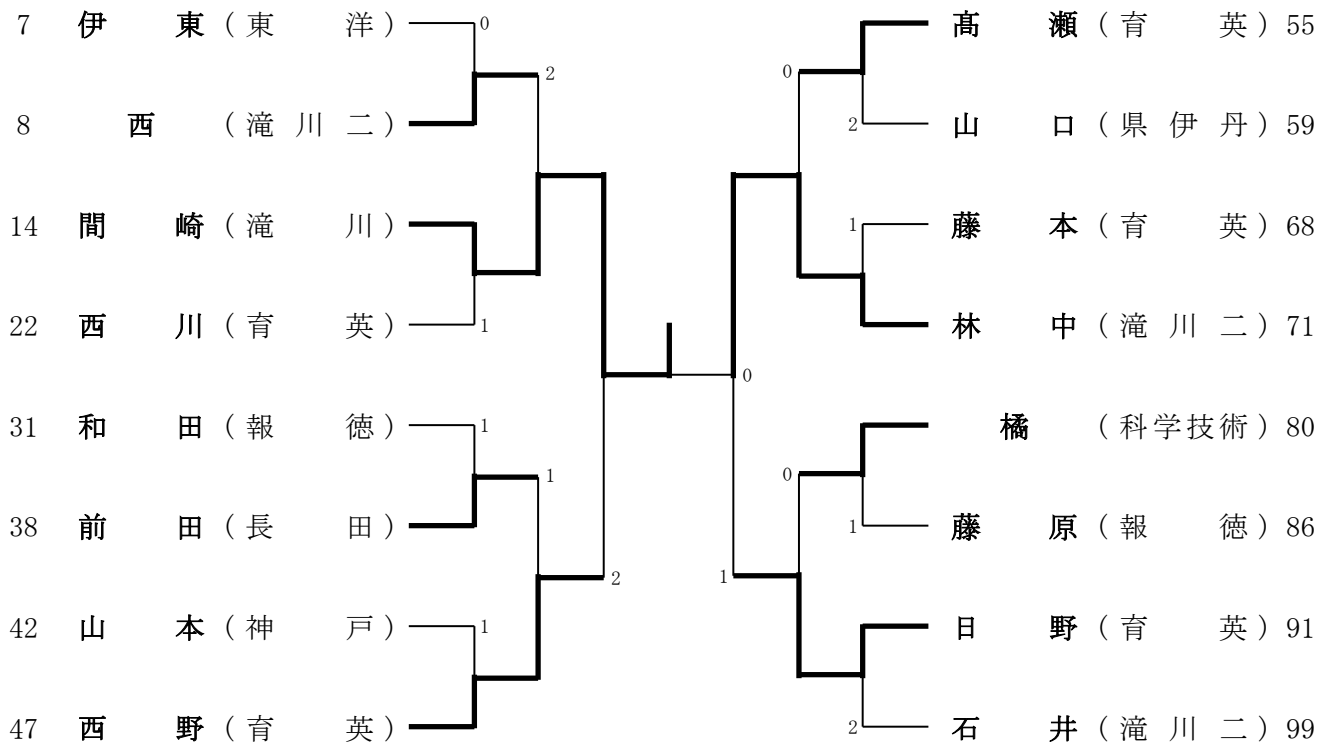 7 伊東(東洋) 0 髙瀬(育英) 55
2 0
8 西(滝川二) 2 山口(県伊丹) 59
14 間崎(滝川) 1 藤本(育英) 68
22 西川(育英) 1 林中(滝川二) 71
0
31 和田(報徳) 1 橘(科学技術) 80
1 0
38 前田(長田) 1 藤原(報徳) 86
2 1
42 山本(神戸) 1 日野(育英) 91
47 西野(育英) 2 石井(滝川二) 99